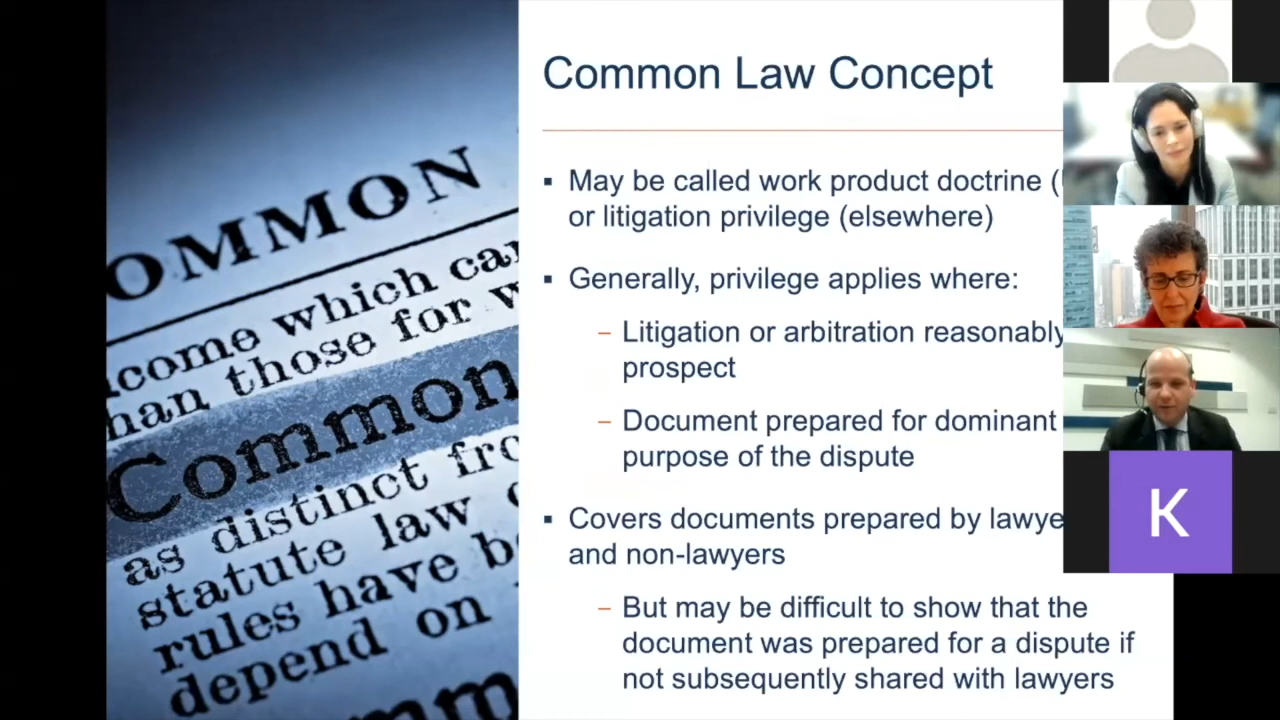 Common Law Concept
May be called work product doctrine (
or litigation privilege (elsewhere)
Generally, privilege applies where:
– Litigation or arbitration reasonably
prospect
– Document prepared for dominant
purpose of the dispute
Covers documents prepared by lawye
and non-lawyers
– But may be difficult to show that the
document was prepared for a dispute if
not subsequently shared with lawyers
OMMON
ncome which ca
han those for w
Common
as distinct fro
statute law
rules have b
depend on
K